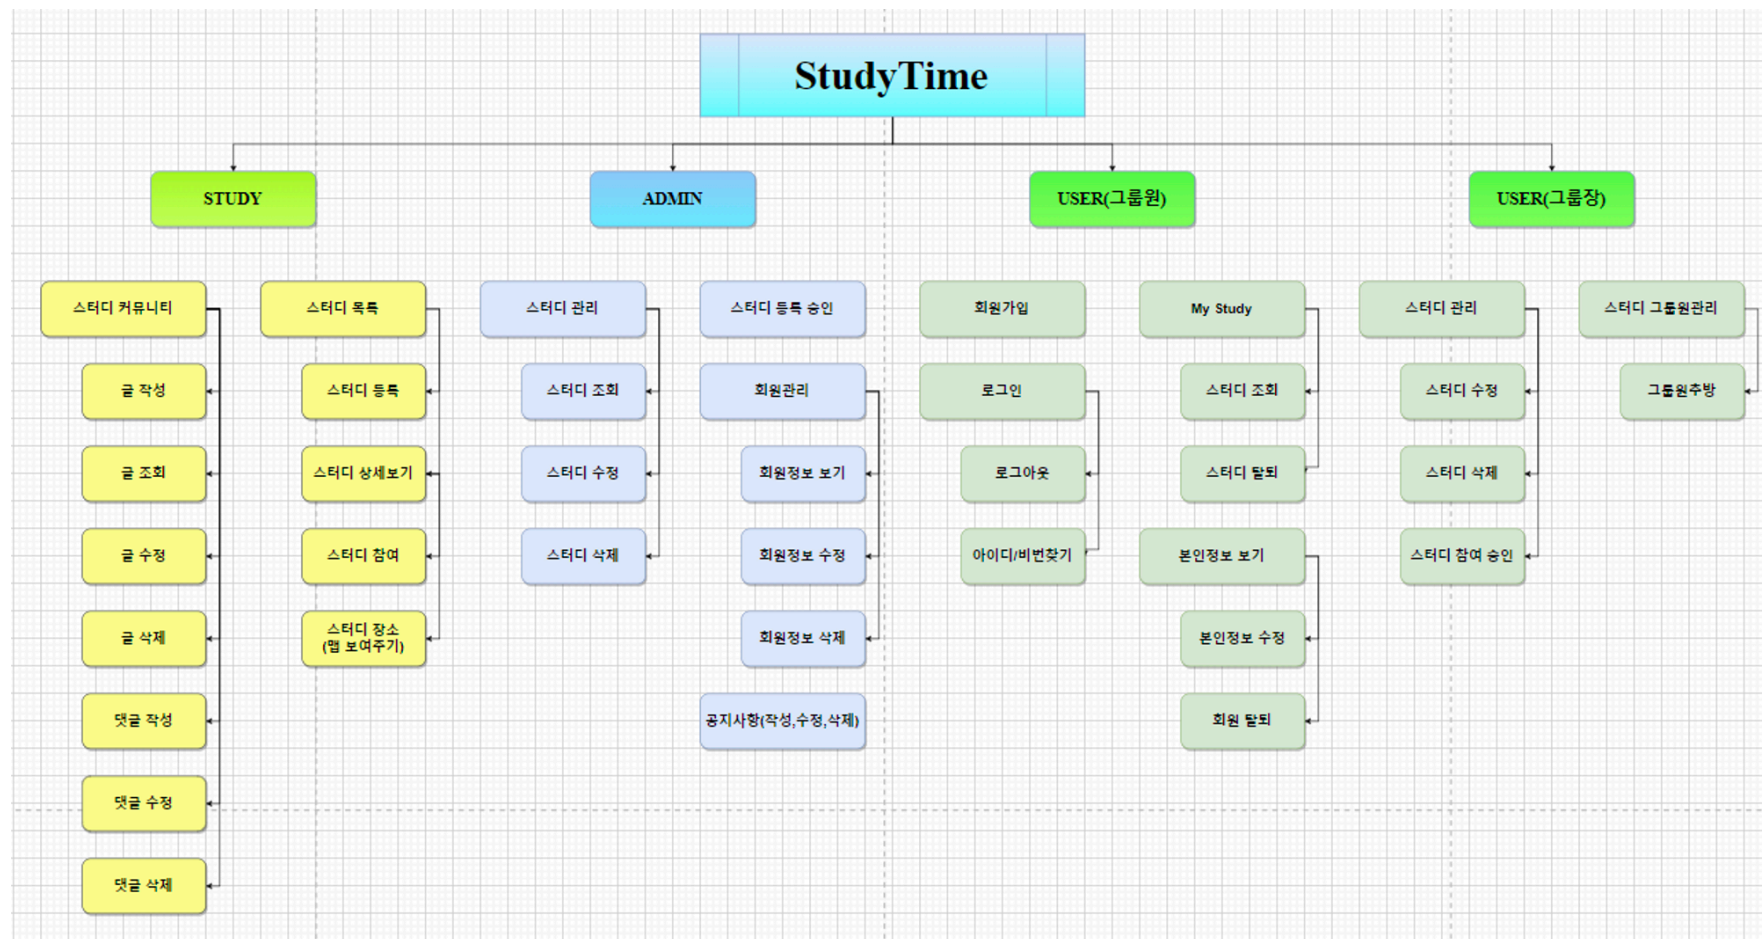 StudyTime
STUDY
ADMIN
USER(그룹원)
USER(그룹장)
스터디 커뮤니티
글 작성
글 조회
글 수정
글 삭제
댓글 작성
댓글 수정
댓글 삭제
스터디 목록
스터디 등록
스터디 상세보기
스터디 참여
스터디 장소
(맵 보여주기)
스터디 관리
스터디 조회
스터디 수정
스터디 삭제
스터디 등록 승인
회원관리
회원정보 보기
회원정보 수정
회원정보 삭제
공지사항(작성,수정,삭제)
회원가입
로그인
로그아웃
아이디/비번찾기
My Study
스터디 조회
스터디 탈퇴
본인정보 보기
본인정보 수정
회원 탈퇴
스터디 관리
스터디 수정
스터디 삭제
스터디 참여 승인
스터디 그룹원관리
그룹원추방